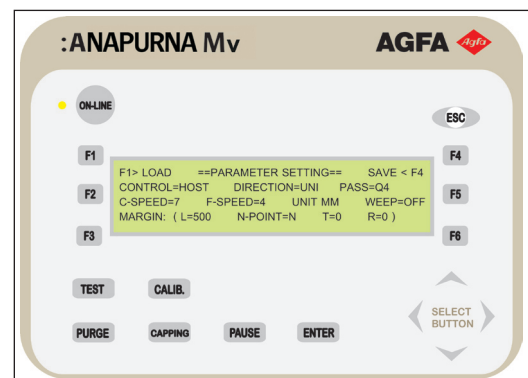 :ANAPURNA Mv
AGFA
Agfa
ON-LINE
ESC
F1
F4
F1> LOAD ==PARAMETER SETTING== SAVE < F4
CONTROL=HOST DIRECTION=UNI PASS=Q4
C-SPEED=7 F-SPEED=4 UNIT MM WEEP=OFF
MARGIN: ( L=500 N-POINT=N T=0 R=0 )
F2
F5
F3
F6
TEST
CALIB.
SELECT
BUTTON
PURGE
CAPPING
PAUSE
ENTER